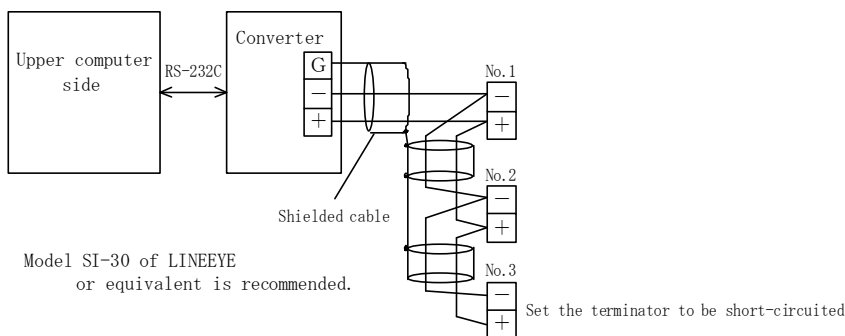 Upper computer
side
RS-232C
Converter
G
−
+
No.1
−
+
No.2
−
+
No.3
−
+
Shielded cable
Model SI-30 of LINEEYE
or equivalent is recommended.
Set the terminator to be short-circuited